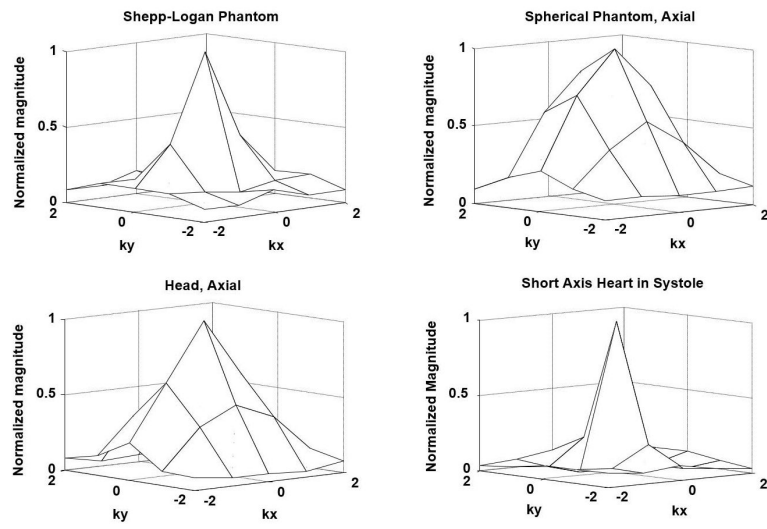 Shepp-Logan Phantom
Normalized magnitude
1
0.5
0
2
0
-2
ky
-2
0
2
kx
Spherical Phantom, Axial
Normalized magnitude
1
0.5
0
2
0
-2
ky
-2
0
2
kx
Head, Axial
Normalized magnitude
1
0.5
0
2
0
-2
ky
-2
0
2
kx
Short Axis Heart in Systole
Normalized Magnitude
1
0.5
0
2
0
-2
ky
-2
0
2
kx